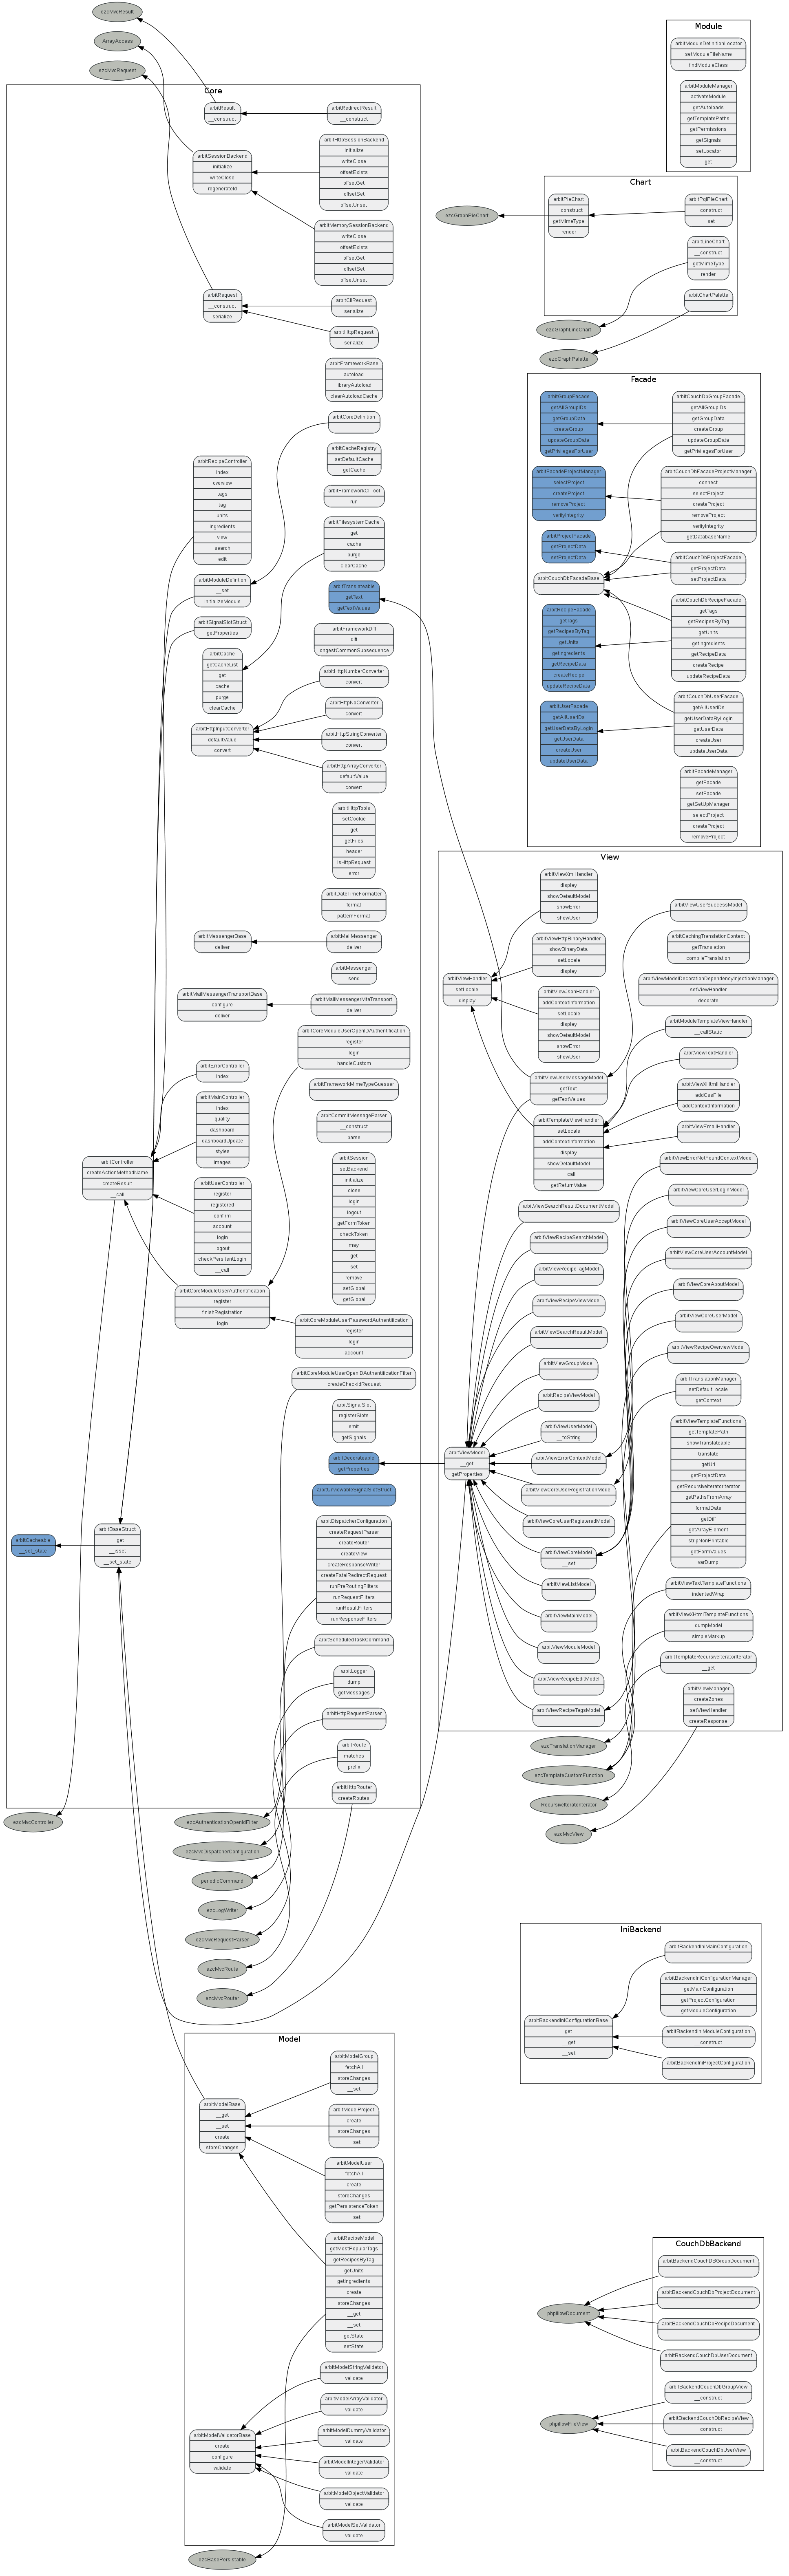 ezcMvcResult
ArrayAccess
ezcMvcRequest
Core
arbitResult
__construct
arbitRedirectResult
__construct
arbitSessionBackend
initialize
writeClose
regenerateId
arbitHttpSessionBackend
initialize
writeClose
offsetExists
offsetGet
offsetSet
offsetUnset
arbitMemorySessionBackend
writeClose
offsetExists
offsetGet
offsetSet
offsetUnset
arbitRequest
__construct
serialize
arbitCliRequest
serialize
arbitHttpRequest
serialize
arbitFrameworkBase
autoload
libraryAutoload
clearAutoloadCache
arbitCoreDefinition
arbitCacheRegistry
setDefaultCache
getCache
arbitRecipeController
index
overview
tags
tag
units
ingredients
view
search
edit
arbitFrameworkCliTool
run
arbitFilesystemCache
get
cache
purge
clearCache
arbitModuleDefintion
__set
initializeModule
arbitTranslateable
getText
getTextValues
arbitSignalSlotStruct
getProperties
arbitFrameworkDiff
diff
longestCommonSubsequence
arbitCache
getCacheList
get
cache
purge
clearCache
arbitHttpNumberConverter
convert
arbitHttpNoConverter
convert
arbitHttpInputConverter
defaultValue
convert
arbitHttpStringConverter
convert
arbitHttpArrayConverter
defaultValue
convert
arbitHttpTools
setCookie
get
getFiles
header
isHttpRequest
error
arbitDateTimeFormatter
format
patternFormat
arbitMessengerBase
deliver
arbitMailMessenger
deliver
arbitMessenger
send
arbitMailMessengerTransportBase
configure
deliver
arbitMailMessengerMtaTransport
deliver
arbitCoreModuleUserOpenIDAuthentification
register
login
handleCustom
arbitErrorController
index
arbitFrameworkMimeTypeGuesser
arbitMainController
index
quality
dashboard
dashboardUpdate
styles
images
arbitCommitMessageParser
__construct
parse
arbitController
createActionMethodName
createResult
__call
arbitSession
setBackend
initialize
close
login
logout
getFormToken
checkToken
may
get
set
remove
setGlobal
getGlobal
arbitUserController
register
registered
confirm
account
login
logout
checkPersitentLogin
__call
arbitCoreModuleUserAuthentification
register
finishRegistration
login
arbitCoreModuleUserPasswordAuthentification
register
login
account
arbitCoreModuleUserOpenIDAuthentificationFilter
createCheckidRequest
arbitSignalSlot
registerSlots
emit
getSignals
arbitDecorateable
getProperties
arbitUnviewableSignalSlotStruct
arbitCacheable
__set_state
arbitBaseStruct
__get
__isset
__set_state
arbitDispatcherConfiguration
createRequestParser
createRouter
createView
createResponseWriter
createFatalRedirectRequest
runPreRoutingFilters
runRequestFilters
runResultFilters
runResponseFilters
arbitScheduledTaskCommand
arbitLogger
dump
getMessages
arbitHttpRequestParser
arbitRoute
matches
prefix
arbitHttpRouter
createRoutes
ezcMvcController
ezcAuthenticationOpenidFilter
ezcMvcDispatcherConfiguration
periodicCommand
ezcLogWriter
ezcMvcRequestParser
ezcMvcRoute
ezcMvcRouter
Model
arbitModelGroup
fetchAll
storeChanges
__set
arbitModelBase
__get
__set
create
storeChanges
arbitModelProject
create
storeChanges
__set
arbitModelUser
fetchAll
create
storeChanges
getPersistenceToken
__set
arbitRecipeModel
getMostPopularTags
getRecipesByTag
getUnits
getIngredients
create
storeChanges
__get
__set
getState
setState
arbitModelStringValidator
validate
arbitModelArrayValidator
validate
arbitModelValidatorBase
create
configure
validate
arbitModelDummyValidator
validate
arbitModelIntegerValidator
validate
arbitModelObjectValidator
validate
arbitModelSetValidator
validate
ezcBasePersistable
Module
arbitModuleDefinitionLocator
setModuleFileName
findModuleClass
arbitModuleManager
activateModule
getAutoloads
getTemplatePaths
getPermissions
getSignals
setLocator
get
Chart
ezcGraphPieChart
arbitPieChart
__construct
getMimeType
render
arbitPipPieChart
__construct
__set
arbitLineChart
__construct
getMimeType
render
arbitChartPalette
ezcGraphLineChart
ezcGraphPalette
Facade
arbitGroupFacade
getAllGroupIDs
getGroupData
createGroup
updateGroupData
getPrivilegesForUser
arbitCouchDbGroupFacade
getAllGroupIDs
getGroupData
createGroup
updateGroupData
getPrivilegesForUser
arbitFacadeProjectManager
selectProject
createProject
removeProject
verifyIntegrity
arbitCouchDbFacadeProjectManager
connect
selectProject
createProject
removeProject
verifyIntegrity
getDatabaseName
arbitProjectFacade
getProjectData
setProjectData
arbitCouchDbProjectFacade
getProjectData
setProjectData
arbitCouchDbFacadeBase
arbitRecipeFacade
getTags
getRecipesByTag
getUnits
getIngredients
getRecipeData
createRecipe
updateRecipeData
arbitCouchDbRecipeFacade
getTags
getRecipesByTag
getUnits
getIngredients
getRecipeData
createRecipe
updateRecipeData
arbitUserFacade
getAllUserIDs
getUserDataByLogin
getUserData
createUser
updateUserData
arbitCouchDbUserFacade
getAllUserIDs
getUserDataByLogin
getUserData
createUser
updateUserData
arbitFacadeManager
getFacade
setFacade
getSetUpManager
selectProject
createProject
removeProject
View
arbitViewXmlHandler
display
showDefaultModel
showError
showUser
arbitViewUserSuccessModel
arbitViewHttpBinaryHandler
showBinaryData
setLocale
display
arbitCachingTranslationContext
getTranslation
compileTranslation
arbitViewHandler
setLocale
display
arbitViewModelDecorationDependencyInjectionManager
setViewHandler
decorate
arbitViewJsonHandler
addContextInformation
setLocale
display
showDefaultModel
showError
showUser
arbitModuleTemplateViewHandler
__callStatic
arbitViewTextHandler
arbitViewUserMessageModel
getText
getTextValues
arbitViewXHtmlHandler
addCssFile
addContextInformation
arbitTemplateViewHandler
setLocale
addContextInformation
display
showDefaultModel
__call
getReturnValue
arbitViewEmailHandler
arbitViewErrorNotFoundContextModel
arbitViewCoreUserLoginModel
arbitViewSearchResultDocumentModel
arbitViewCoreUserAcceptModel
arbitViewRecipeSearchModel
arbitViewCoreUserAccountModel
arbitViewRecipeTagModel
arbitViewCoreAboutModel
arbitViewRecipeViewModel
arbitViewCoreUserModel
arbitViewSearchResultModel
arbitViewRecipeOverviewModel
arbitViewGroupModel
arbitTranslationManager
setDefaultLocale
getContext
arbitRecipeViewModel
arbitViewUserModel
__toString
arbitViewTemplateFunctions
getTemplatePath
showTranslateable
translate
getUrl
getProjectData
getRecursiveIteratorIterator
getPathsFromArray
formatDate
getDiff
getArrayElement
stripNonPrintable
getFormValues
varDump
arbitViewModel
__get
getProperties
arbitViewErrorContextModel
arbitViewCoreUserRegistrationModel
arbitViewCoreUserRegisteredModel
arbitViewCoreModel
__set
arbitViewListModel
arbitViewTextTemplateFunctions
indentedWrap
arbitViewMainModel
arbitViewXHtmlTemplateFunctions
dumpModel
simpleMarkup
arbitViewModuleModel
arbitTemplateRecursiveIteratorIterator
__get
arbitViewRecipeEditModel
arbitViewManager
createZones
setViewHandler
createResponse
arbitViewRecipeTagsModel
ezcTranslationManager
ezcTemplateCustomFunction
RecursiveIteratorIterator
ezcMvcView
IniBackend
arbitBackendIniMainConfiguration
arbitBackendIniConfigurationManager
getMainConfiguration
getProjectConfiguration
getModuleConfiguration
arbitBackendIniConfigurationBase
get
__get
__set
arbitBackendIniModuleConfiguration
__construct
arbitBackendIniProjectConfiguration
CouchDbBackend
arbitBackendCouchDBGroupDocument
phpillowDocument
arbitBackendCouchDbProjectDocument
arbitBackendCouchDbRecipeDocument
arbitBackendCouchDbUserDocument
arbitBackendCouchDbGroupView
__construct
phpillowFileView
arbitBackendCouchDbRecipeView
__construct
arbitBackendCouchDbUserView
__construct